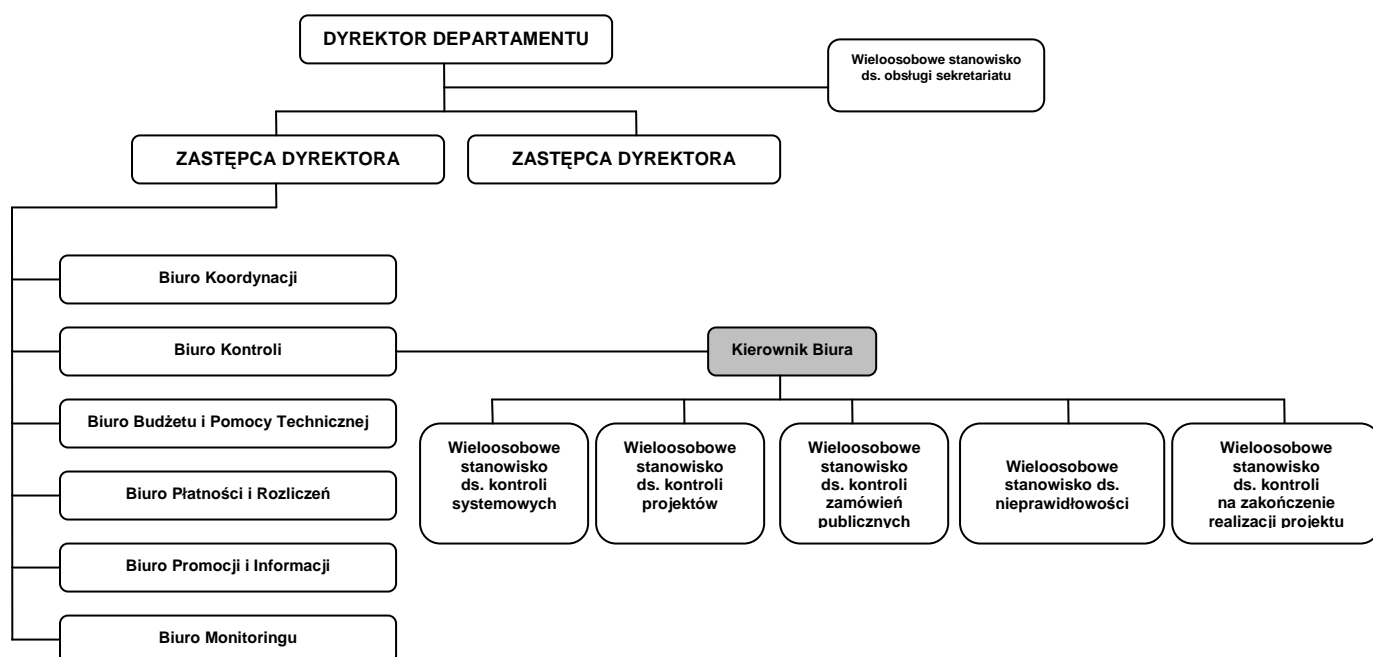 DYREKTOR DEPARTAMENTU
Wieloosobowe stanowisko
ds. obsługi sekretariatu
ZASTĘPCA DYREKTORA
ZASTĘPCA DYREKTORA
Biuro Koordynacji
Biuro Kontroli
Kierownik Biura
Biuro Budżetu i Pomocy Technicznej
Wieloosobowe
stanowisko
ds. kontroli
systemowych
Wieloosobowe
stanowisko
ds. kontroli
projektów
Wieloosobowe
stanowisko
ds. kontroli
zamówień
publicznych
Wieloosobowe
stanowisko ds.
nieprawidłowości
Wieloosobowe
stanowisko
ds. kontroli
na zakończenie
realizacji projektu
Biuro Płatności i Rozliczeń
Biuro Promocji i Informacji
Biuro Monitoringu